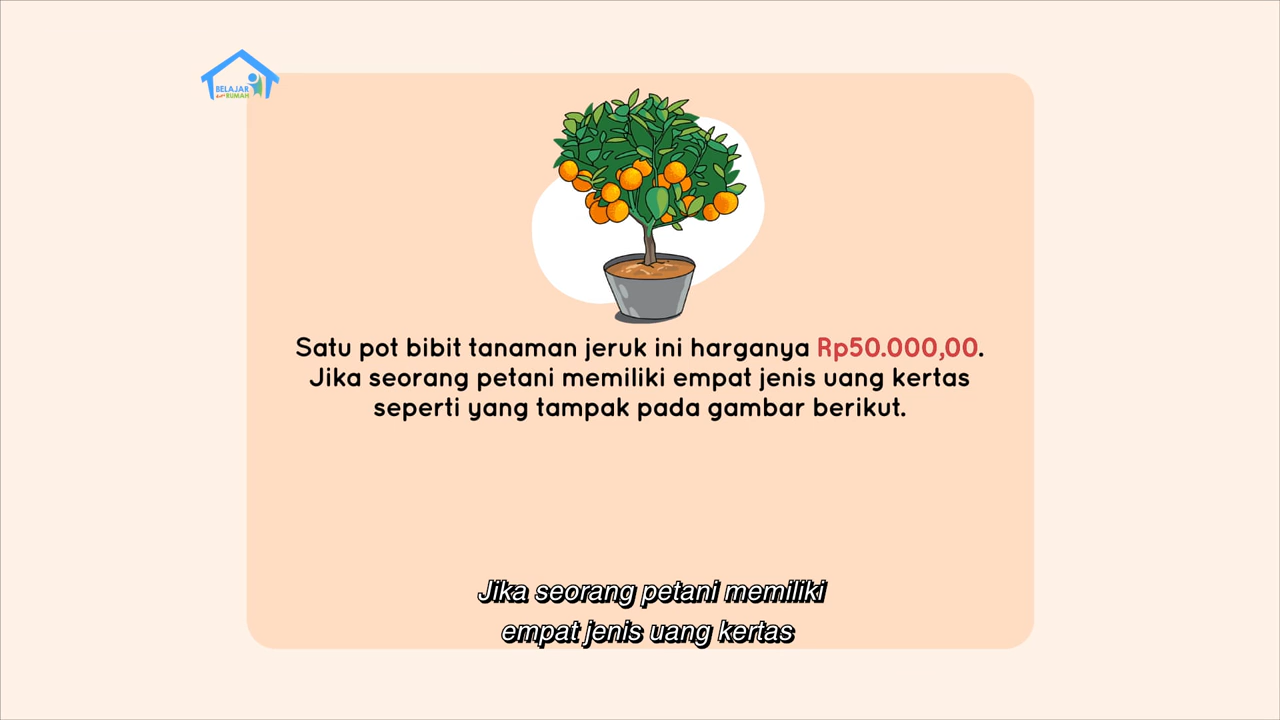 BELAJAR
dari RUMAH
Satu pot bibit tanaman jeruk ini harganya Rp50.000,00.
Jika seorang petani memiliki empat jenis uang kertas
seperti yang tampak pada gambar berikut.
Jika seorang petani memiliki
empat jenis uang kertas